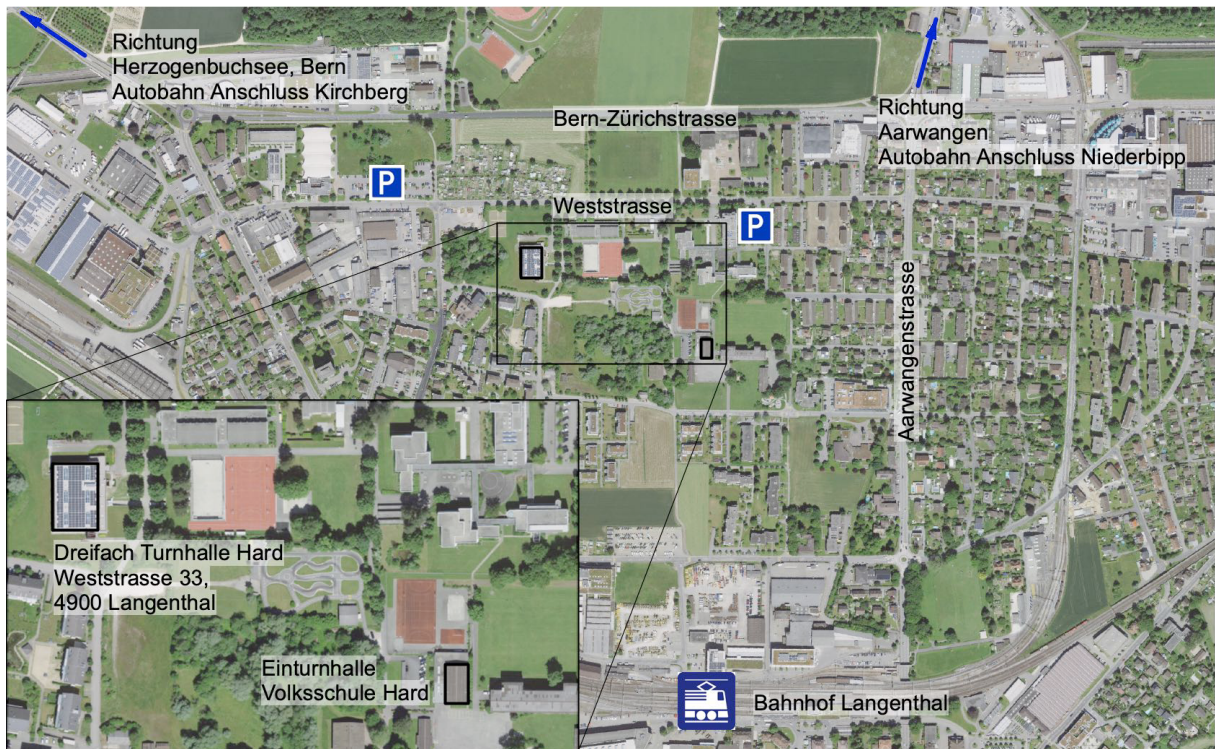 Richtung
Herzogenbuchsee, Bern
Autobahn Anschluss Kirchberg
Richtung
Aarwangen
Autobahn Anschluss Niederbipp
Bern-Zürichstrasse
P
Weststrasse
P
Aarwangenstrasse
Dreifach Turnhalle Hard
Weststrasse 33,
4900 Langenthal
Einturnhalle
Volksschule Hard
Bahnhof Langenthal